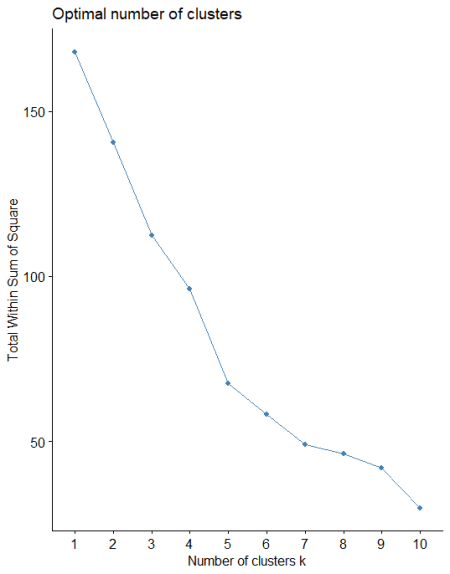 Optimal number of clusters
150
100
50
Total Within Sum of Square
1 2 3 4 5 6 7 8 9 10
Number of clusters k